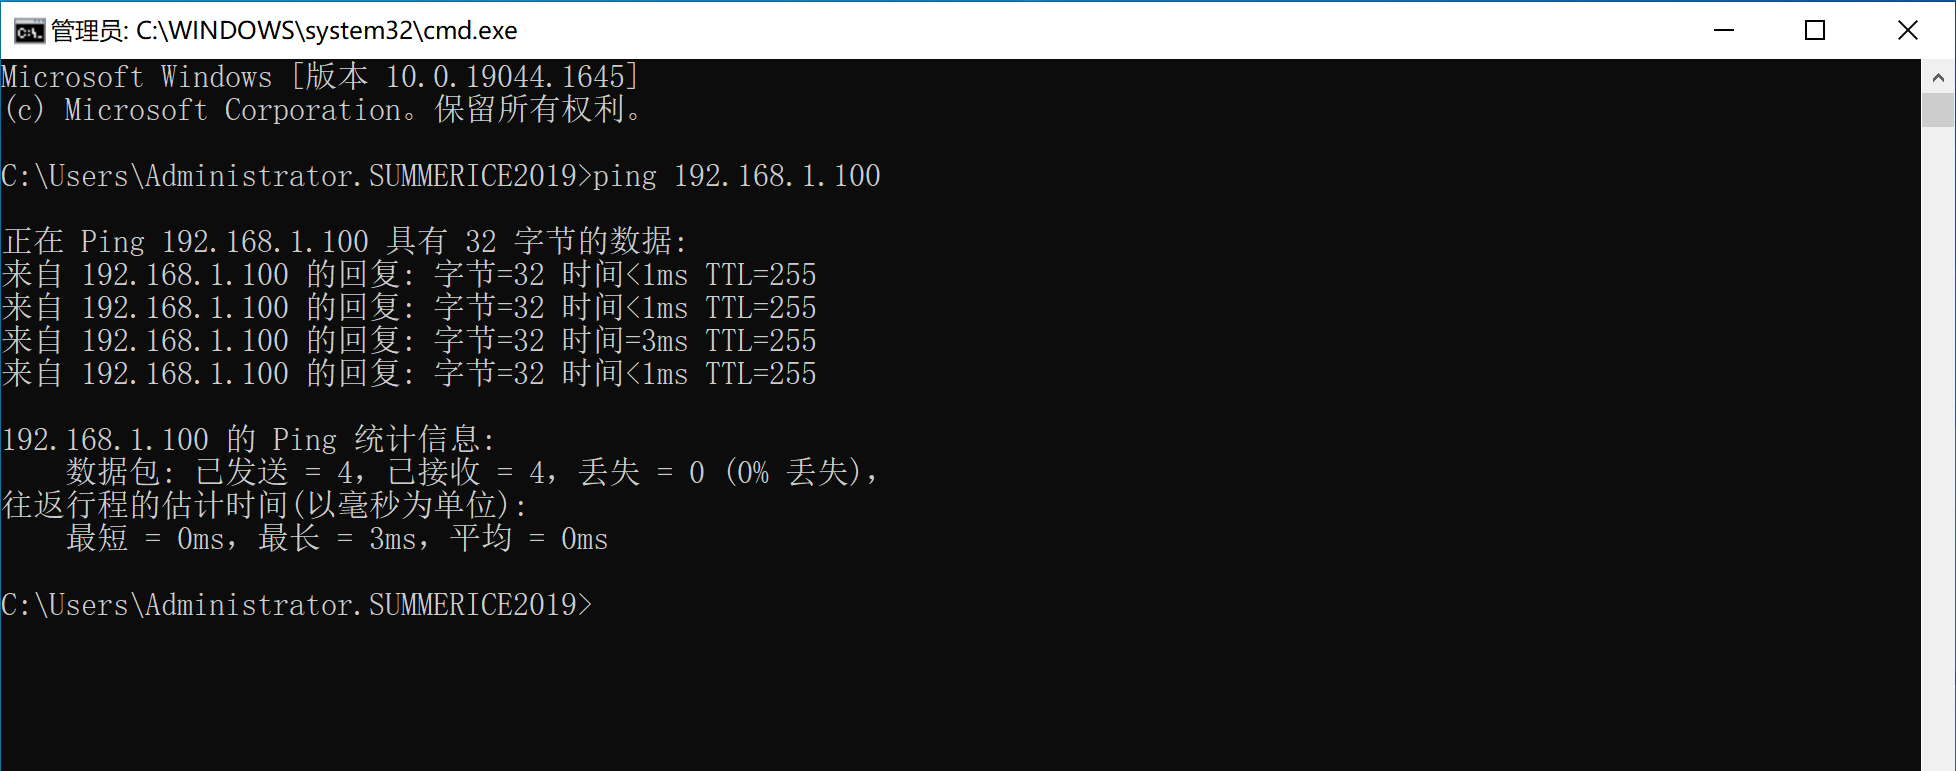 管理员: C:\WINDOWS\system32\cmd.exe
Microsoft Windows [版本 10.0.19044.1645]
(c) Microsoft Corporation。保留所有权利。
C:\Users\Administrator.SUMMERICE2019>ping 192.168.1.100
正在 Ping 192.168.1.100 具有 32 字节的数据:
来自 192.168.1.100 的回复: 字节=32 时间<1ms TTL=255
来自 192.168.1.100 的回复: 字节=32 时间<1ms TTL=255
来自 192.168.1.100 的回复: 字节=32 时间=3ms TTL=255
来自 192.168.1.100 的回复: 字节=32 时间<1ms TTL=255
192.168.1.100 的 Ping 统计信息:
数据包: 已发送 = 4，已接收 = 4，丢失 = 0 (0% 丢失)，
往返行程的估计时间(以毫秒为单位):
最短 = 0ms，最长 = 3ms，平均 = 0ms
C:\Users\Administrator.SUMMERICE2019>